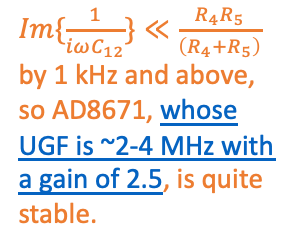 Im{1/iωC₁₂} ≪ R₄R₅/(R₄+R₅)
by 1 kHz and above,
so AD8671, whose
UGF is ~2-4 MHz with
a gain of 2.5, is quite
stable.